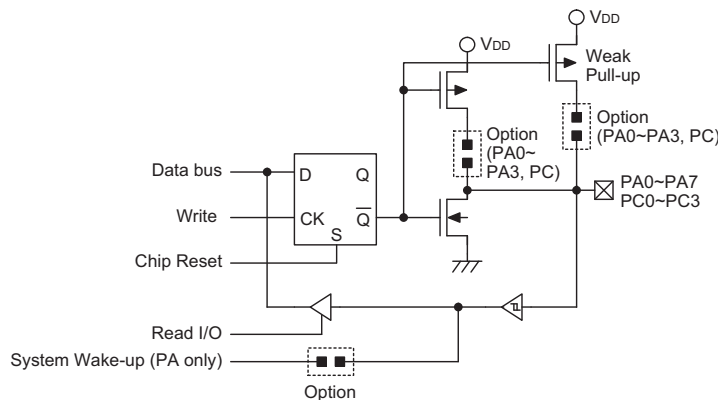 VDD
VDD
Weak
Pull-up
Option
(PA0~PA3, PC)
Option
(PA0~
PA3, PC)
Data bus
D
Q
PA0~PA7
PC0~PC3
Write
CK
Q
S
Chip Reset
Read I/O
System Wake-up (PA only)
Option